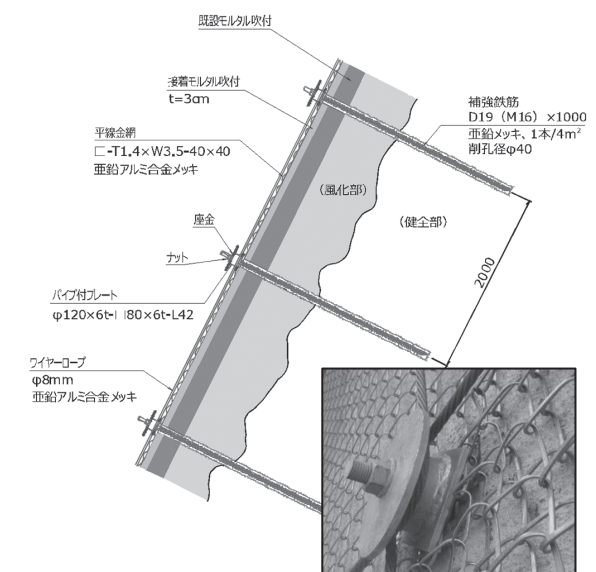 既設モルタル吹付
接着モルタル吹付
t=3cm
平線金網
□-T1.4×W3.5-40×40
亜鉛アルミ合金メッキ
座金
ナット
パイプ付プレート
φ120×6t-□80×6t-L42
ワイヤーロープ
φ8mm
亜鉛アルミ合金メッキ
補強鉄筋
D19（M16）×1000
亜鉛メッキ、1本/4m²
削孔径φ40
（風化部）
（健全部）
2000